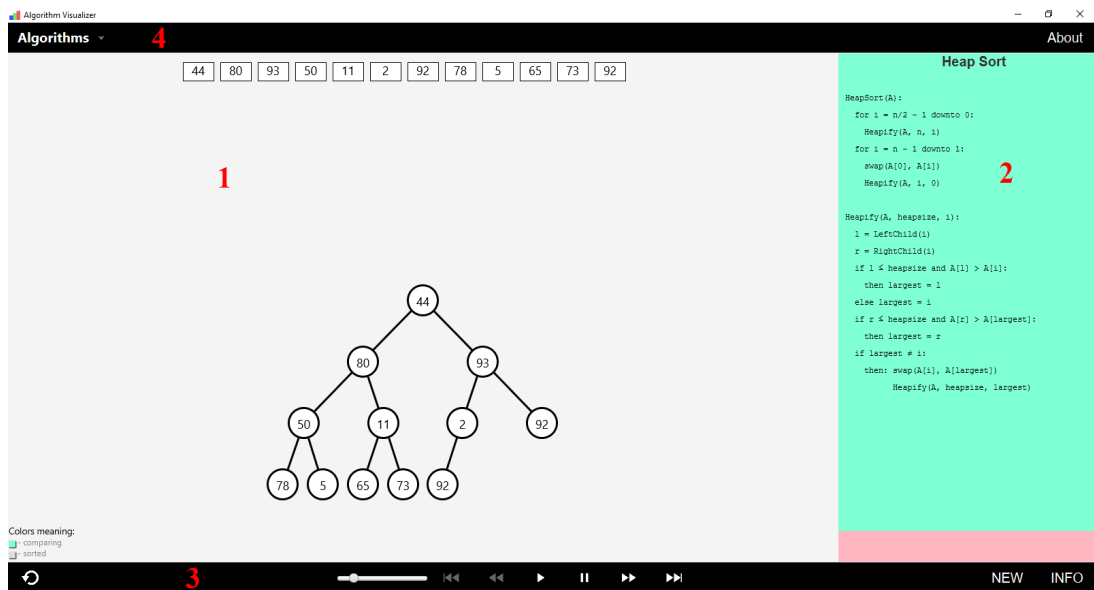 Algorithm Visualizer
Algorithms 4 About
44 80 93 50 11 2 92 78 5 65 73 92
1
44
80 93
50 11 2 92
78 5 65 73 92
Colors meaning:
- comparing
- sorted
Heap Sort
HeapSort(A):
for i = n/2 - 1 downto 0:
Heapify(A, n, i)
for i = n - 1 downto 1:
swap(A[0], A[i])
2
Heapify(A, i, 0)
Heapify(A, heapsize, i):
l = LeftChild(i)
r = RightChild(i)
if l ≤ heapsize and A[l] > A[i]:
then largest = l
else largest = i
if r ≤ heapsize and A[r] > A[largest]:
then largest = r
if largest ≠ i:
then: swap(A[i], A[largest])
Heapify(A, heapsize, largest)
3 NEW INFO